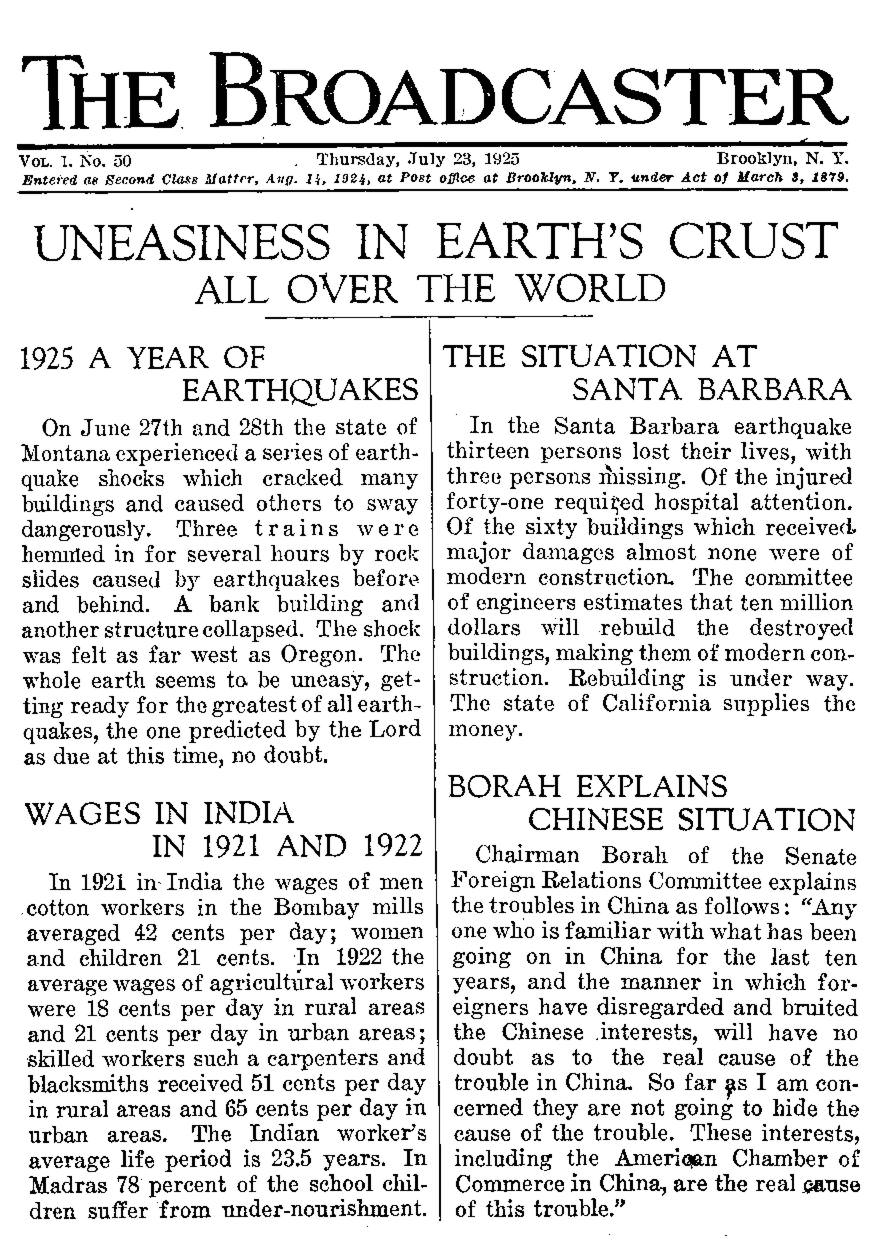 THE BROADCASTER
VOL. 1. No. 50 Thursday, July 23, 1925 Brooklyn, N. Y.
Entered as Second Class Matter, Aug. 14, 1924, at Post office at Brooklyn, N. Y. under Act of March 3, 1879.
UNEASINESS IN EARTH'S CRUST
ALL OVER THE WORLD
1925 A YEAR OF
EARTHQUAKES
On June 27th and 28th the state of
Montana experienced a series of earth-
quake shocks which cracked many
buildings and caused others to sway
dangerously. Three trains were
hemmed in for several hours by rock
slides caused by earthquakes before
and behind. A bank building and
another structure collapsed. The shock
was felt as far west as Oregon. The
whole earth seems to be uneasy, get-
ting ready for the greatest of all earth-
quakes, the one predicted by the Lord
as due at this time, no doubt.
WAGES IN INDIA
IN 1921 AND 1922
In 1921 in India the wages of men
cotton workers in the Bombay mills
averaged 42 cents per day; women
and children 21 cents. In 1922 the
average wages of agricultural workers
were 18 cents per day in rural areas
and 21 cents per day in urban areas;
skilled workers such a carpenters and
blacksmiths received 51 cents per day
in rural areas and 65 cents per day in
urban areas. The Indian worker's
average life period is 23.5 years. In
Madras 78 percent of the school chil-
dren suffer from under-nourishment.
THE SITUATION AT
SANTA BARBARA
In the Santa Barbara earthquake
thirteen persons lost their lives, with
three persons missing. Of the injured
forty-one required hospital attention.
Of the sixty buildings which received
major damages almost none were of
modern construction. The committee
of engineers estimates that ten million
dollars will rebuild the destroyed
buildings, making them of modern con-
struction. Rebuilding is under way.
The state of California supplies the
money.
BORAH EXPLAINS
CHINESE SITUATION
Chairman Borah of the Senate
Foreign Relations Committee explains
the troubles in China as follows: "Any
one who is familiar with what has been
going on in China for the last ten
years, and the manner in which for-
eigners have disregarded and bruited
the Chinese interests, will have no
doubt as to the real cause of the
trouble in China. So far as I am con-
cerned they are not going to hide the
cause of the trouble. These interests,
including the American Chamber of
Commerce in China, are the real cause
of this trouble."